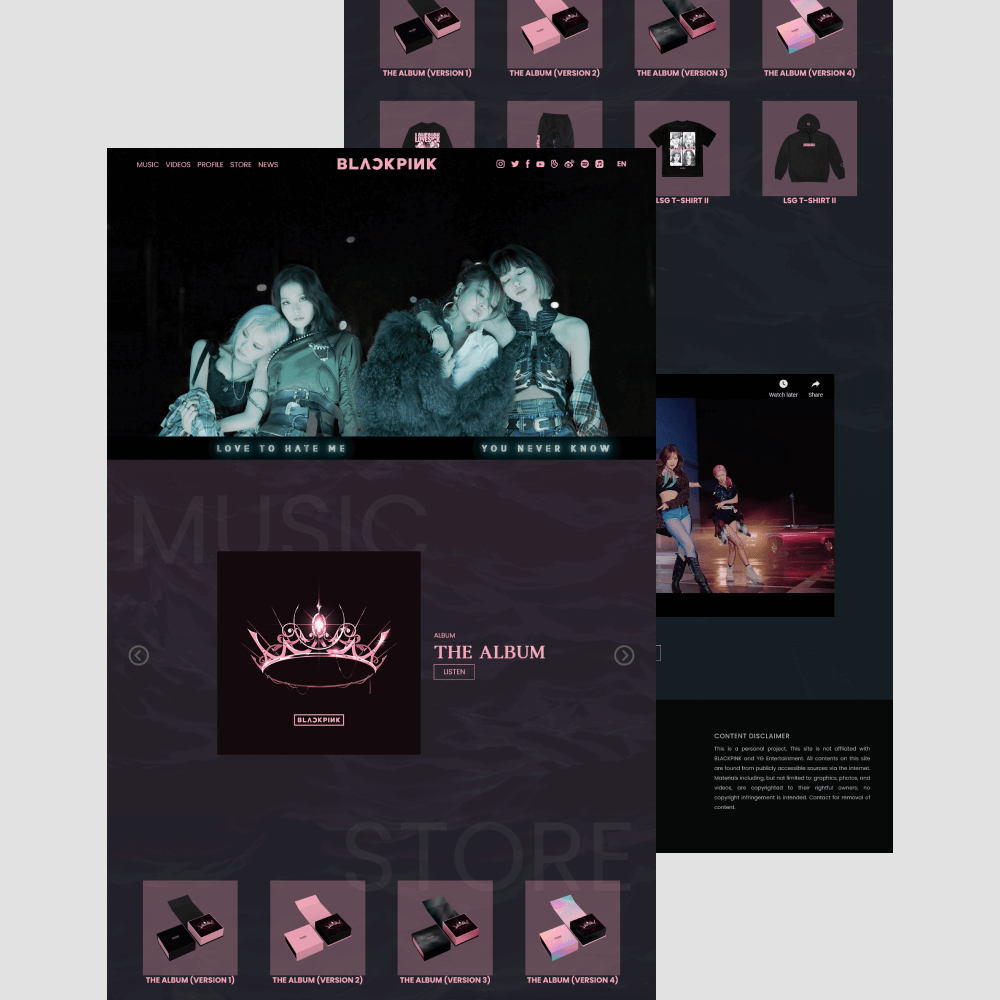 THE ALBUM (VERSION 1) THE ALBUM (VERSION 2) THE ALBUM (VERSION 3) THE ALBUM (VERSION 4)
LOVESICK
LSG T-SHIRT II LSG T-SHIRT II
Watch later Share
CONTENT DISCLAIMER
This is a personal project. This site is not affliated with
BLACKPINK and YG Entertainment. All contents on this site
are found from publicly accessible sources via the internet.
Materials including, but not limited to: graphics, photos, and
videos, are copyrighted to their rightful owners; no
copyright infringement is intended. Contact for removal of
content.
MUSIC VIDEOS PROFILE STORE NEWS BLACKPINK EN
LOVE TO HATE ME YOU NEVER KNOW
MUSIC
ALBUM
THE ALBUM
LISTEN
BLACKPINK
STORE
THE ALBUM (VERSION 1) THE ALBUM (VERSION 2) THE ALBUM (VERSION 3) THE ALBUM (VERSION 4)